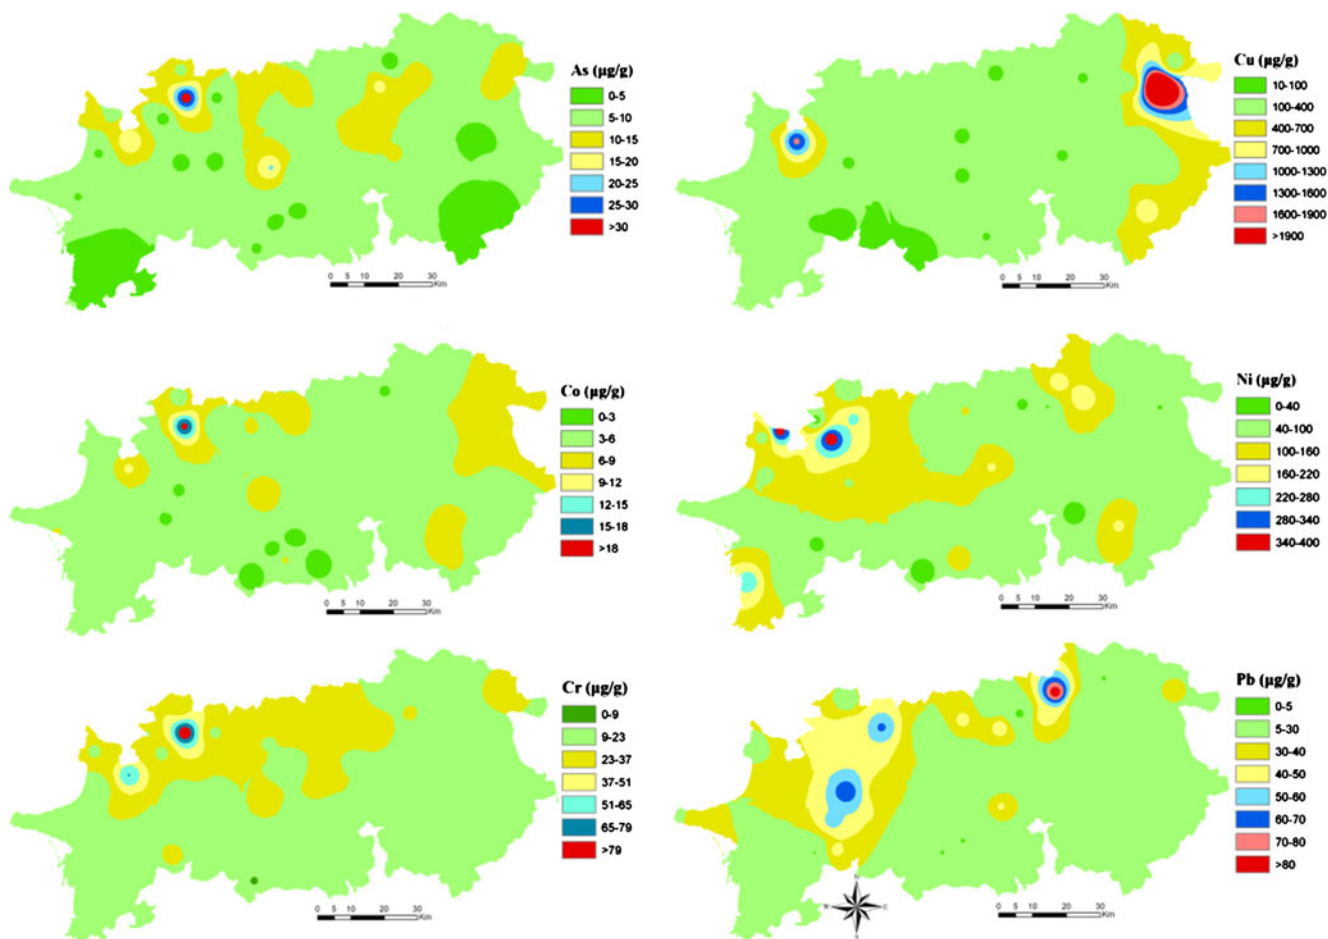 As (µg/g)
0-5
5-10
10-15
15-20
20-25
25-30
>30
0 5 10 20 30
Km
Cu (µg/g)
10-100
100-400
400-700
700-1000
1000-1300
1300-1600
1600-1900
>1900
0 5 10 20 30
Km
Co (µg/g)
0-3
3-6
6-9
9-12
12-15
15-18
>18
0 5 10 20 30
Km
Ni (µg/g)
0-40
40-100
100-160
160-220
220-280
280-340
340-400
0 5 10 20 30
Km
Cr (µg/g)
0-9
9-23
23-37
37-51
51-65
65-79
>79
0 5 10 20 30
Km
Pb (µg/g)
0-5
5-30
30-40
40-50
50-60
60-70
70-80
>80
N
W E
S
0 5 10 20 30
Km